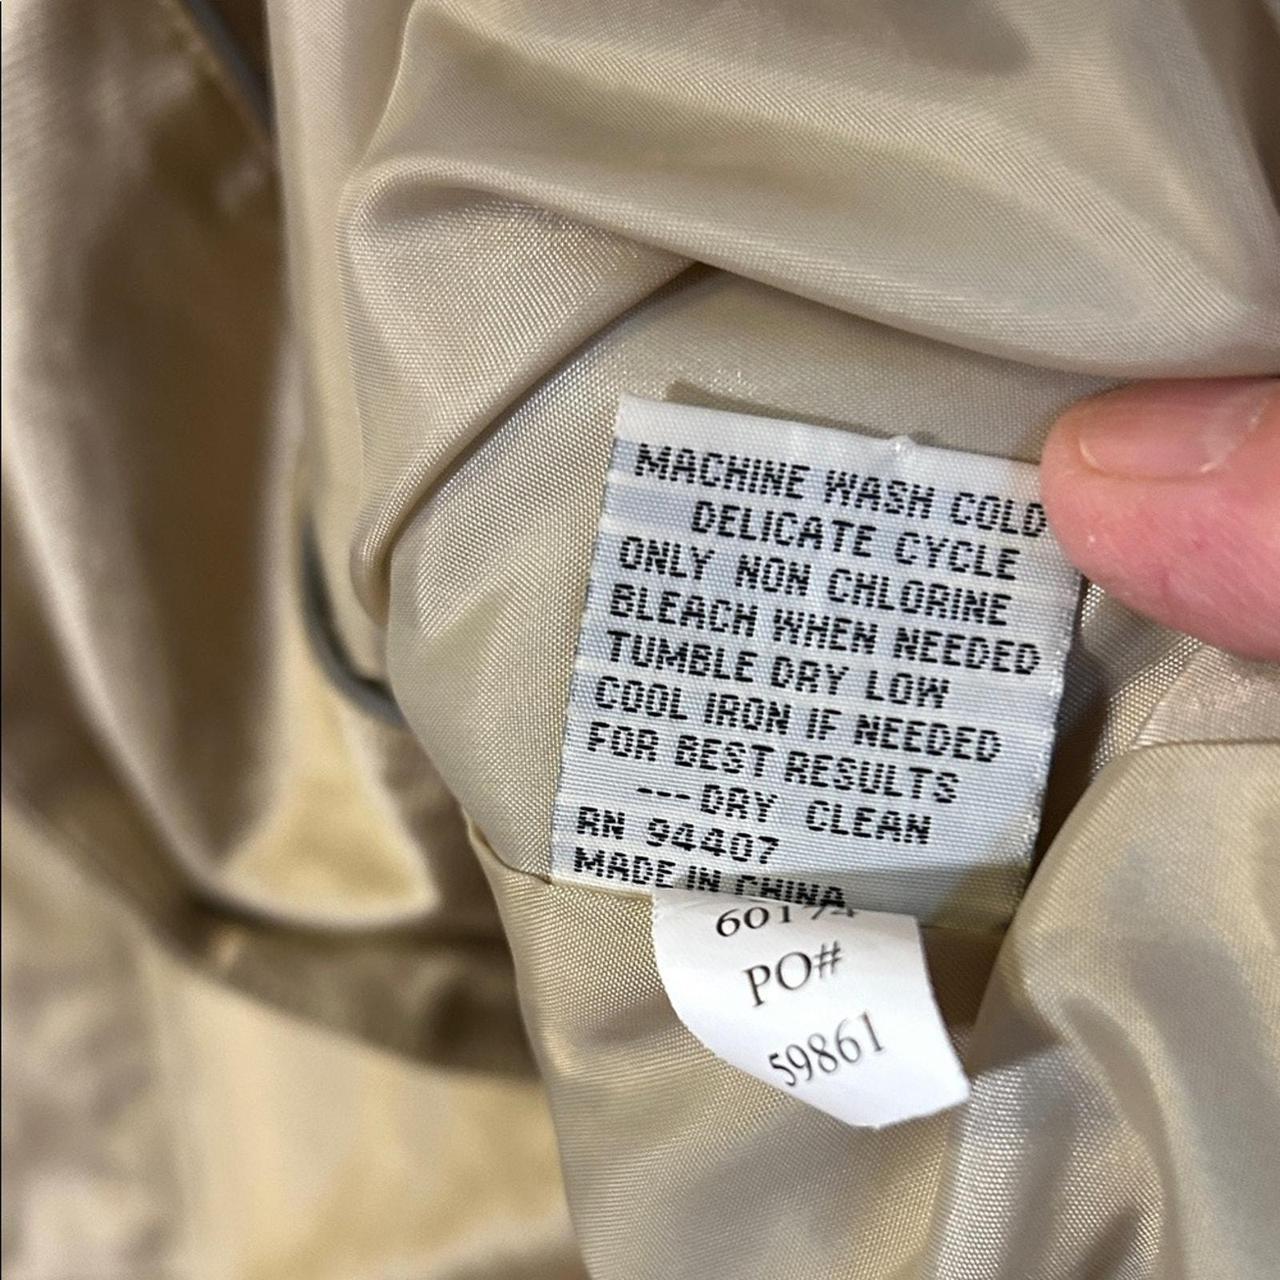 MACHINE WASH COLD
DELICATE CYCLE
ONLY NON CHLORINE
BLEACH WHEN NEEDED
TUMBLE DRY LOW
COOL IRON IF NEEDED
FOR BEST RESULTS
---DRY CLEAN
RN 94407
MADE IN CHINA
PO#
59861